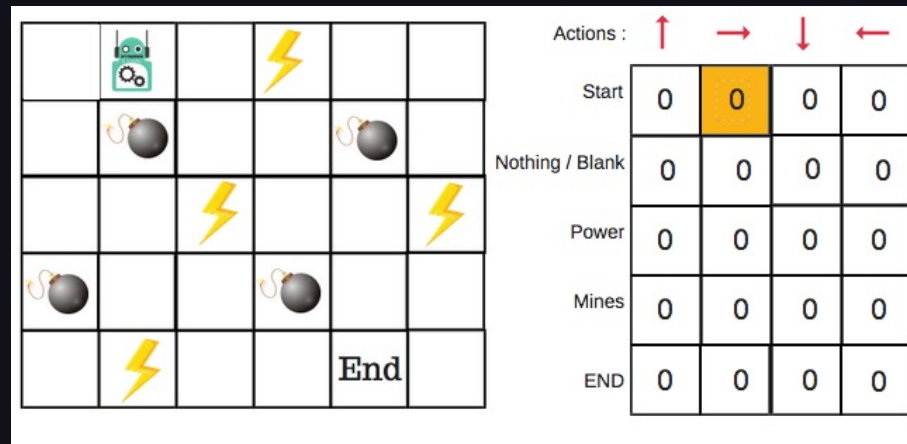 Actions :
Start 0 0 0 0
Nothing / Blank 0 0 0 0
Power 0 0 0 0
Mines 0 0 0 0
End
END 0 0 0 0